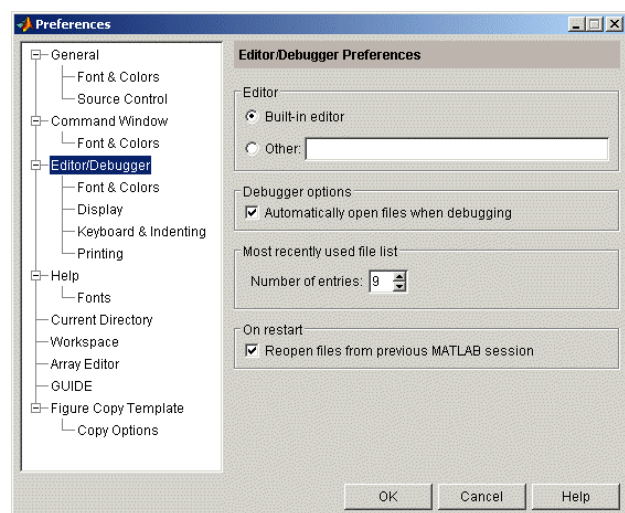 Preferences
General
Font & Colors
Source Control
Command Window
Font & Colors
Editor/Debugger
Font & Colors
Display
Keyboard & Indenting
Printing
Help
Fonts
Current Directory
Workspace
Array Editor
GUIDE
Figure Copy Template
Copy Options
Editor/Debugger Preferences
Editor
Built-in editor
Other:
Debugger options
Automatically open files when debugging
Most recently used file list
Number of entries: 9
On restart
Reopen files from previous MATLAB session
OK Cancel Help